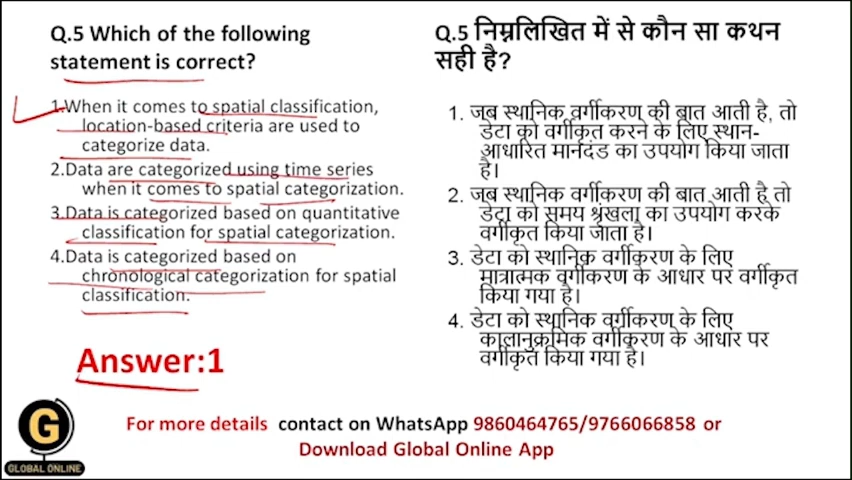 Q.5 Which of the following
statement is correct?
1.When it comes to spatial classification,
location-based criteria are used to
categorize data.
2.Data are categorized using time series
when it comes to spatial categorization.
3.Data is categorized based on quantitative
classification for spatial categorization.
4.Data is categorized based on
chronological categorization for spatial
classification.
Answer:1
Q.5 निम्नलिखित में से कौन सा कथन
सही है?
1. जब स्थानिक वर्गीकरण की बात आती है, तो
डेटा को वर्गीकृत करने के लिए स्थान-
आधारित मानदंड का उपयोग किया जाता
है।
2. जब स्थानिक वर्गीकरण की बात आती है तो
डेटा को समय श्रृंखला का उपयोग करके
वर्गीकृत किया जाता है।
3. डेटा को स्थानिक वर्गीकरण के लिए
मात्रात्मक वर्गीकरण के आधार पर वर्गीकृत
किया गया है।
4. डेटा को स्थानिक वर्गीकरण के लिए
कालानुक्रमिक वर्गीकरण के आधार पर
वर्गीकृत किया गया है।
G
GLOBAL ONLINE
For more details contact on WhatsApp 9860464765/9766066858 or
Download Global Online App